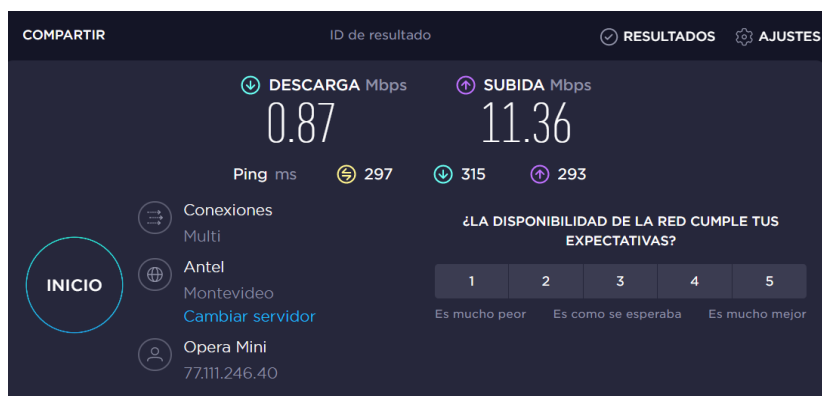 COMPARTIR
ID de resultado
RESULTADOS
AJUSTES
DESCARGA Mbps
0.87
SUBIDA Mbps
11.36
Ping ms 297 315 293
Conexiones
Multi
Antel
Montevideo
Cambiar servidor
Opera Mini
77.111.246.40
INICIO
¿LA DISPONIBILIDAD DE LA RED CUMPLE TUS
EXPECTATIVAS?
1 2 3 4 5
Es mucho peor Es como se esperaba Es mucho mejor